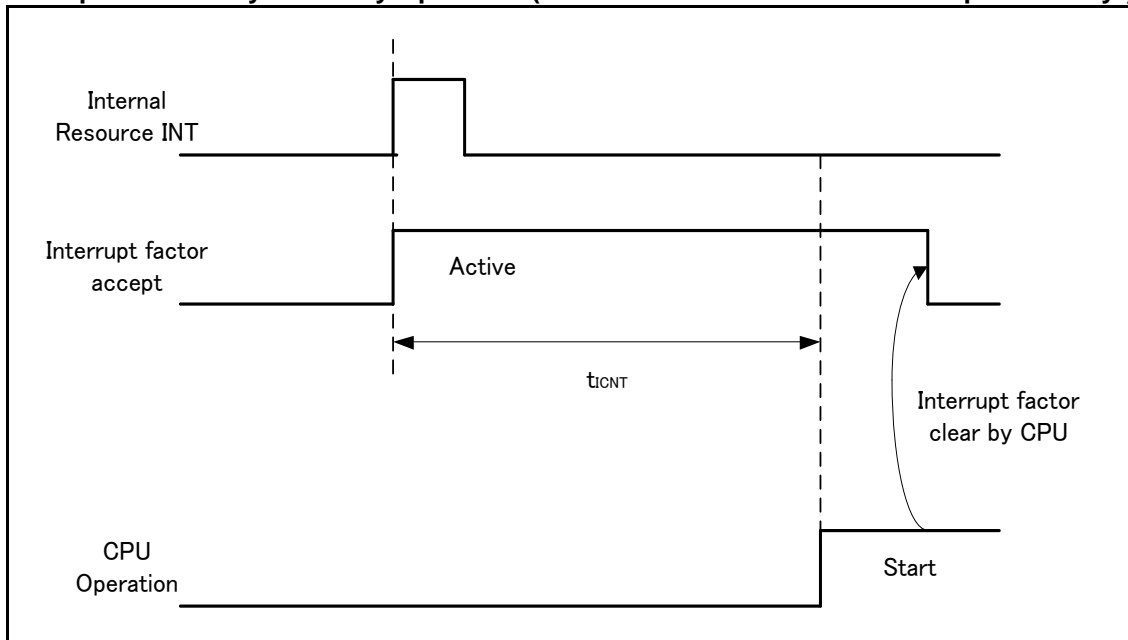 Internal
Resource INT
Interrupt factor
accept
Active
tICNT
Interrupt factor
clear by CPU
CPU
Operation
Start